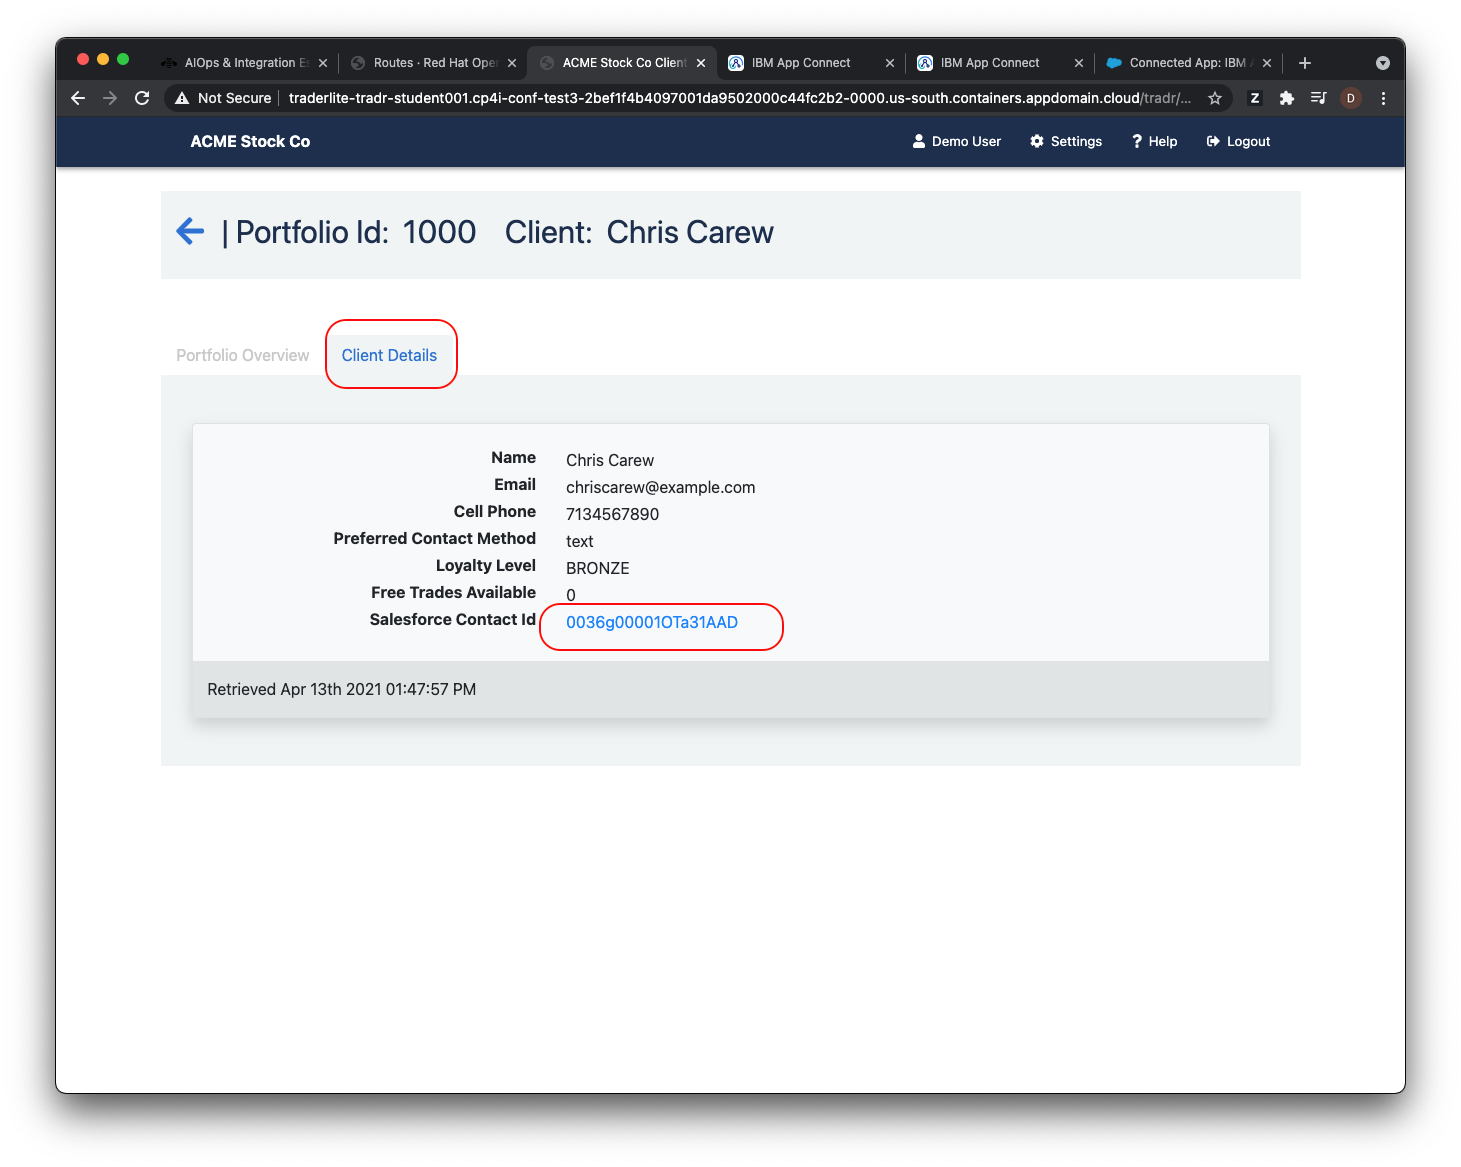 AIOps & Integration Es
Routes · Red Hat Oper
ACME Stock Co Client
IBM App Connect
IBM App Connect
Connected App: IBM A
Not Secure
traderlite-tradr-student001.cp4i-conf-test3-2bef1f4b4097001da9502000c44fc2b2-0000.us-south.containers.appdomain.cloud/tradr/...
Z
D
ACME Stock Co
Demo User
Settings
? Help
Logout
| Portfolio Id: 1000 Client: Chris Carew
Portfolio Overview
Client Details
Name Chris Carew
Email chriscarew@example.com
Cell Phone 7134567890
Preferred Contact Method text
Loyalty Level BRONZE
Free Trades Available 0
Salesforce Contact Id 0036g00001OTa31AAD
Retrieved Apr 13th 2021 01:47:57 PM